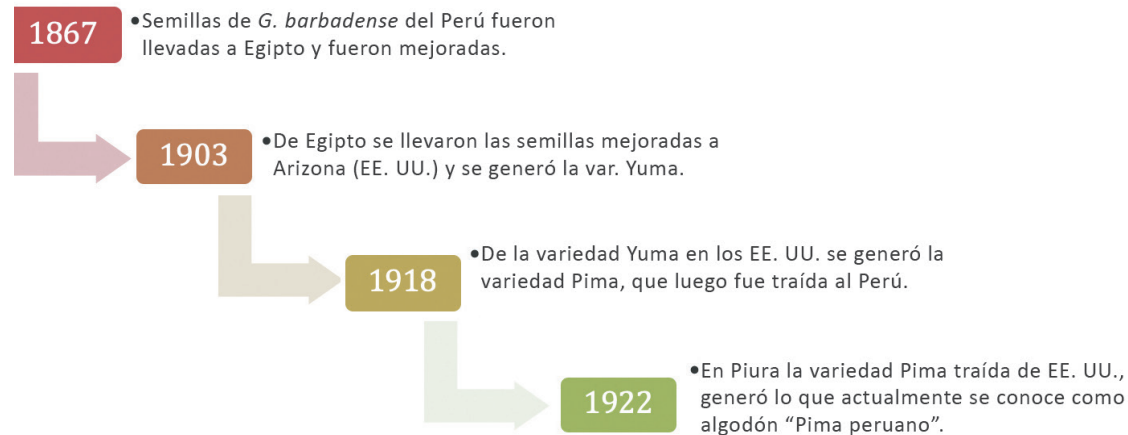 1867
•Semillas de G. barbadense del Perú fueron
llevadas a Egipto y fueron mejoradas.
1903
•De Egipto se llevaron las semillas mejoradas a
Arizona (EE. UU.) y se generó la var. Yuma.
1918
•De la variedad Yuma en los EE. UU. se generó la
variedad Pima, que luego fue traída al Perú.
1922
•En Piura la variedad Pima traída de EE. UU.,
generó lo que actualmente se conoce como
algodón “Pima peruano”.